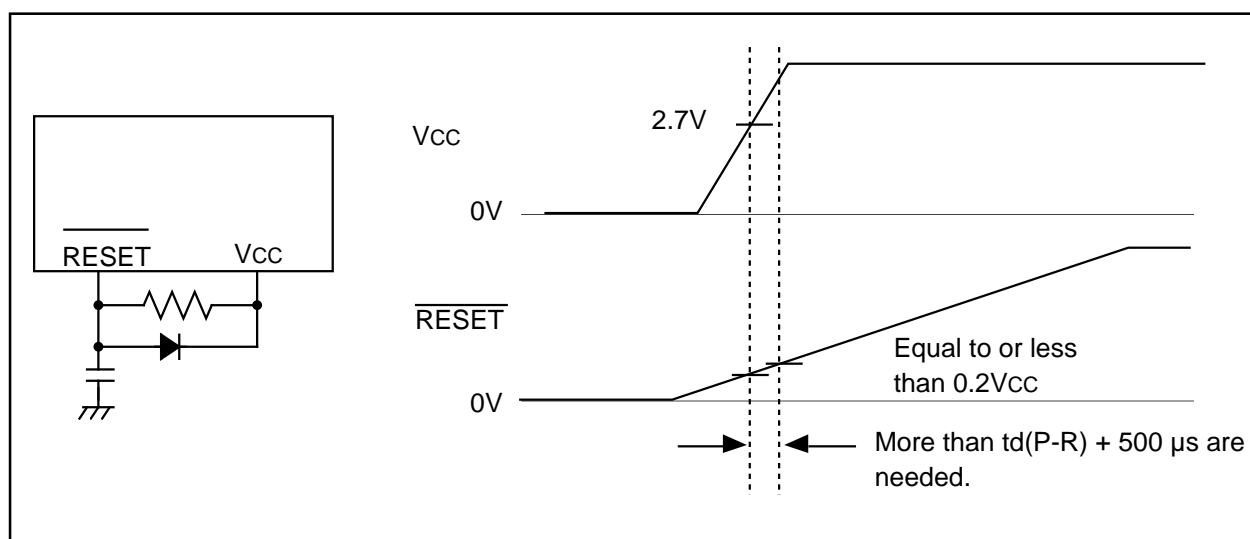 RESET
VCC
VCC
2.7V
0V
RESET
0V
Equal to or less
than 0.2VCC
More than td(P-R) + 500 µs are
needed.